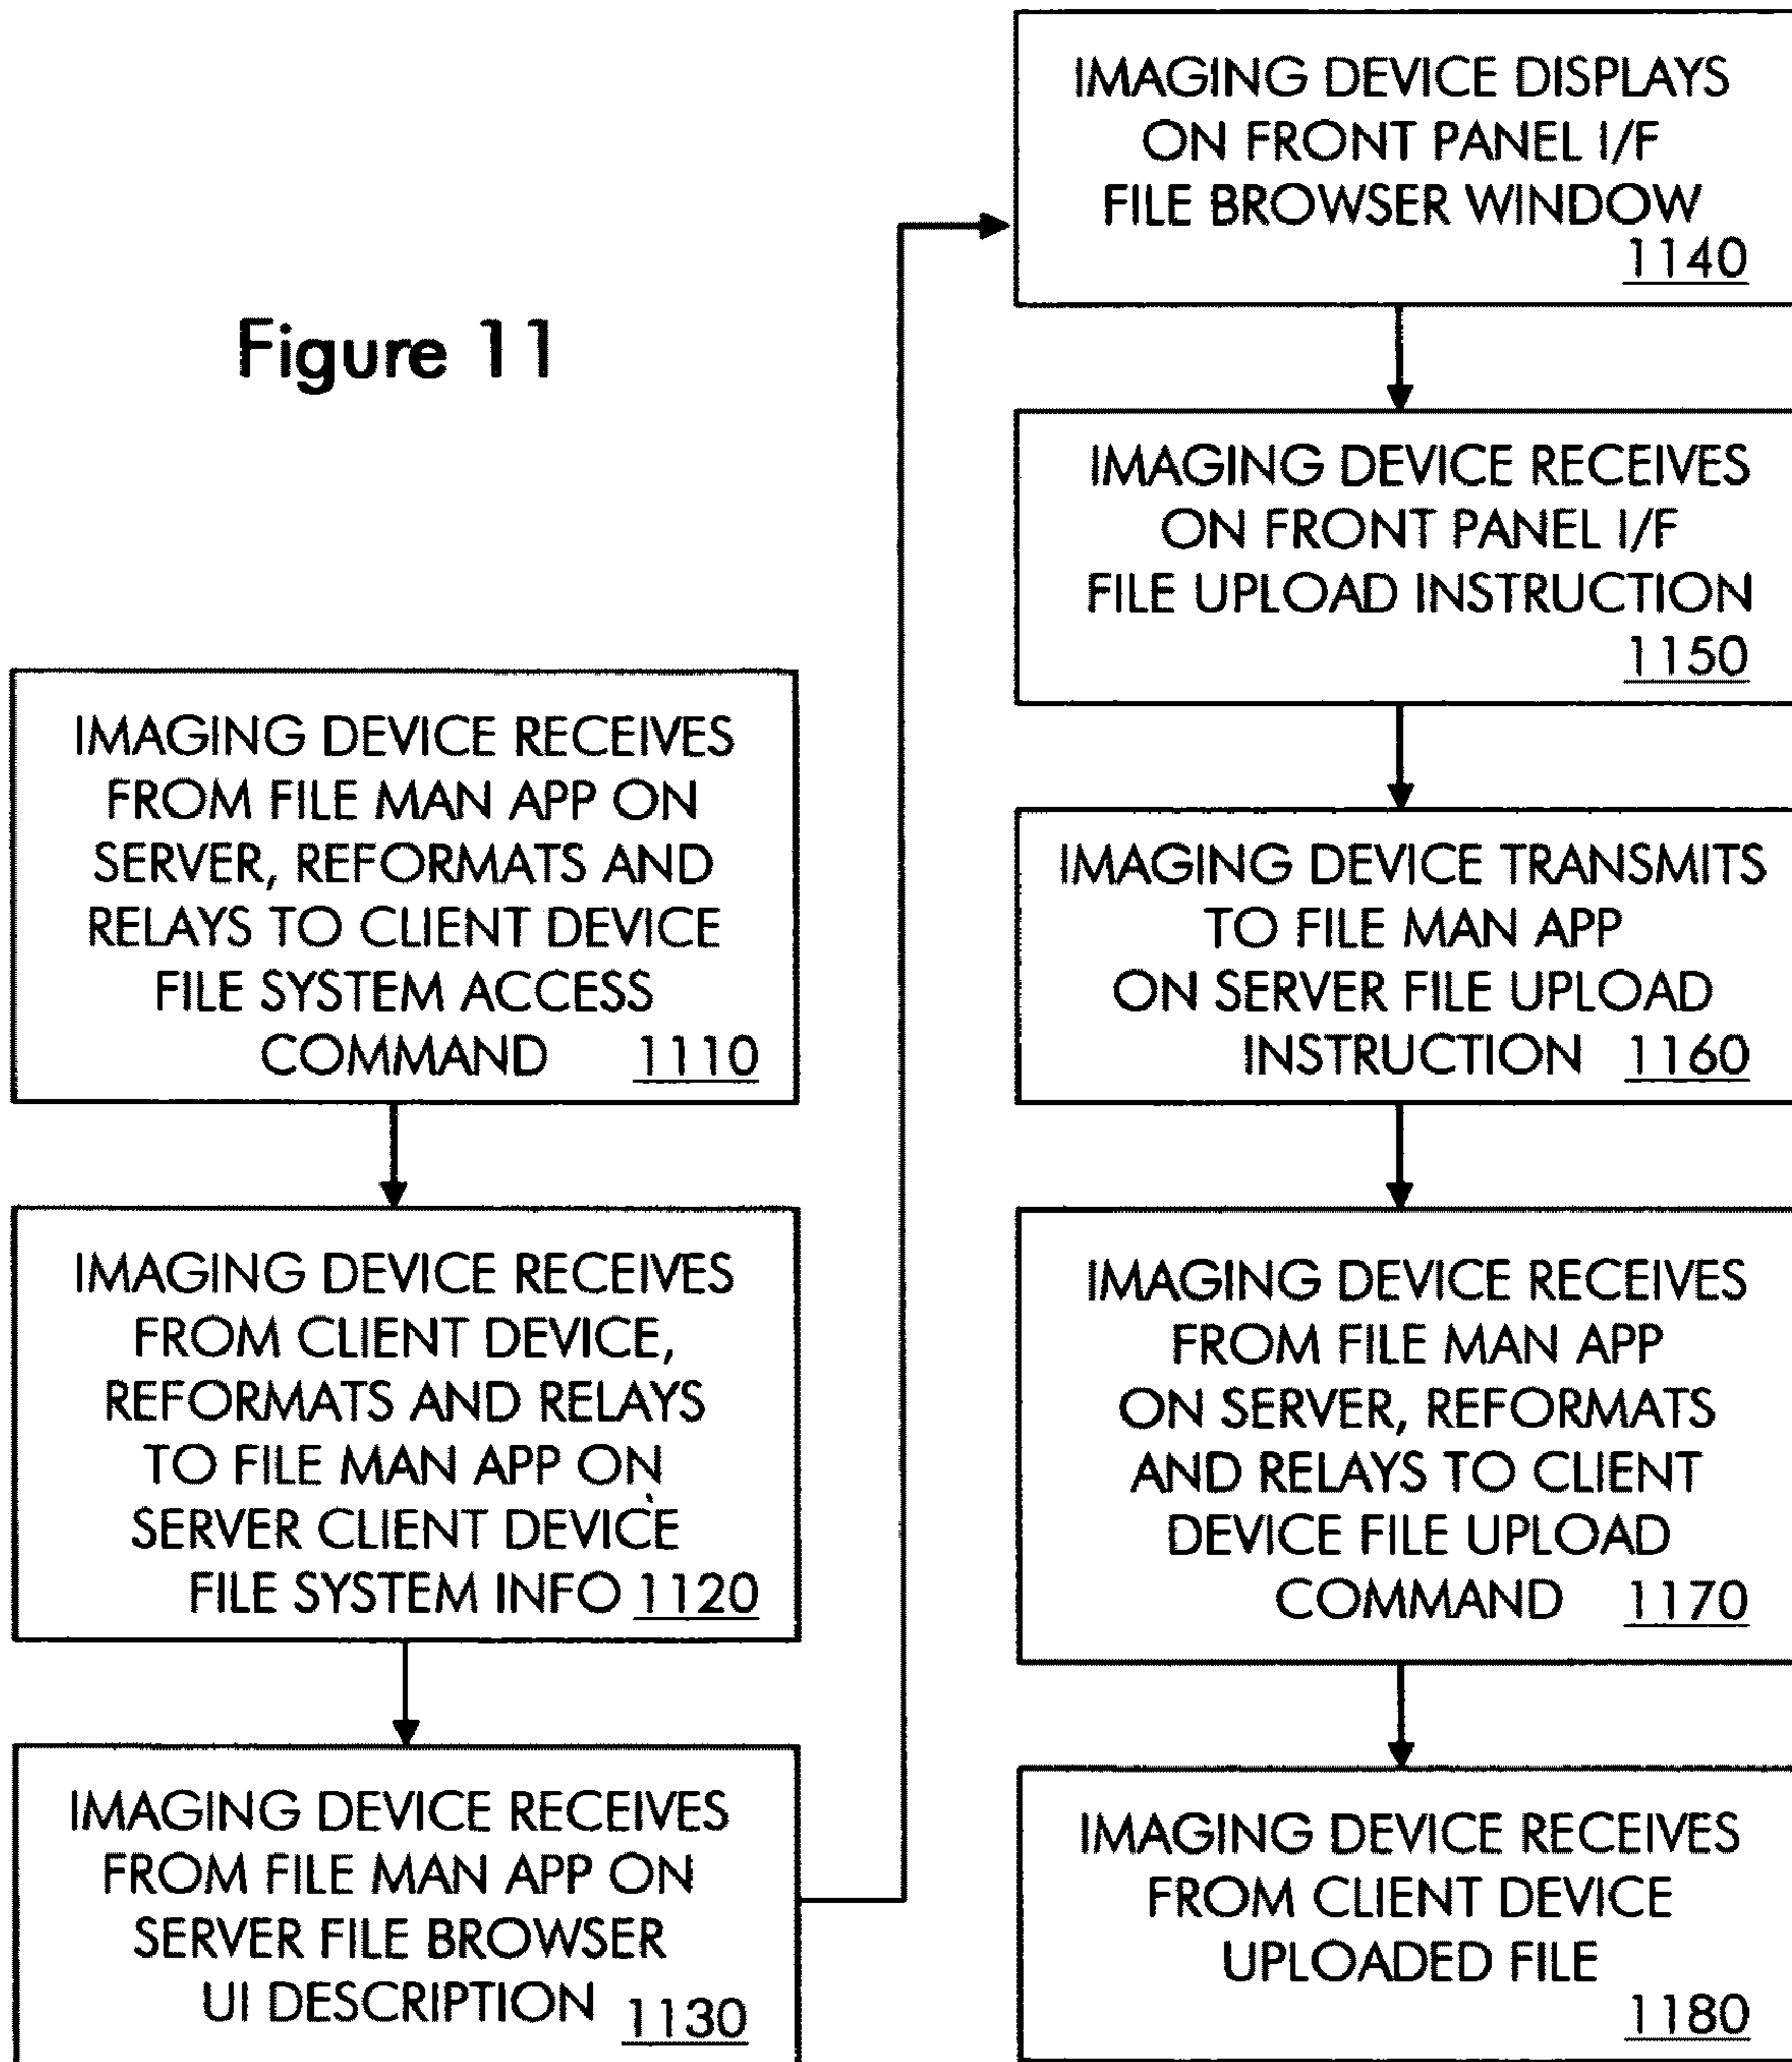 Figure 11
IMAGING DEVICE RECEIVES
FROM FILE MAN APP ON
SERVER, REFORMATS AND
RELAYS TO CLIENT DEVICE
FILE SYSTEM ACCESS
COMMAND 1110
IMAGING DEVICE RECEIVES
FROM CLIENT DEVICE,
REFORMATS AND RELAYS
TO FILE MAN APP ON
SERVER CLIENT DEVICE
FILE SYSTEM INFO 1120
IMAGING DEVICE RECEIVES
FROM FILE MAN APP ON
SERVER FILE BROWSER
UI DESCRIPTION 1130
IMAGING DEVICE DISPLAYS
ON FRONT PANEL I/F
FILE BROWSER WINDOW
1140
IMAGING DEVICE RECEIVES
ON FRONT PANEL I/F
FILE UPLOAD INSTRUCTION
1150
IMAGING DEVICE TRANSMITS
TO FILE MAN APP
ON SERVER FILE UPLOAD
INSTRUCTION 1160
IMAGING DEVICE RECEIVES
FROM FILE MAN APP
ON SERVER, REFORMATS
AND RELAYS TO CLIENT
DEVICE FILE UPLOAD
COMMAND 1170
IMAGING DEVICE RECEIVES
FROM CLIENT DEVICE
UPLOADED FILE
1180